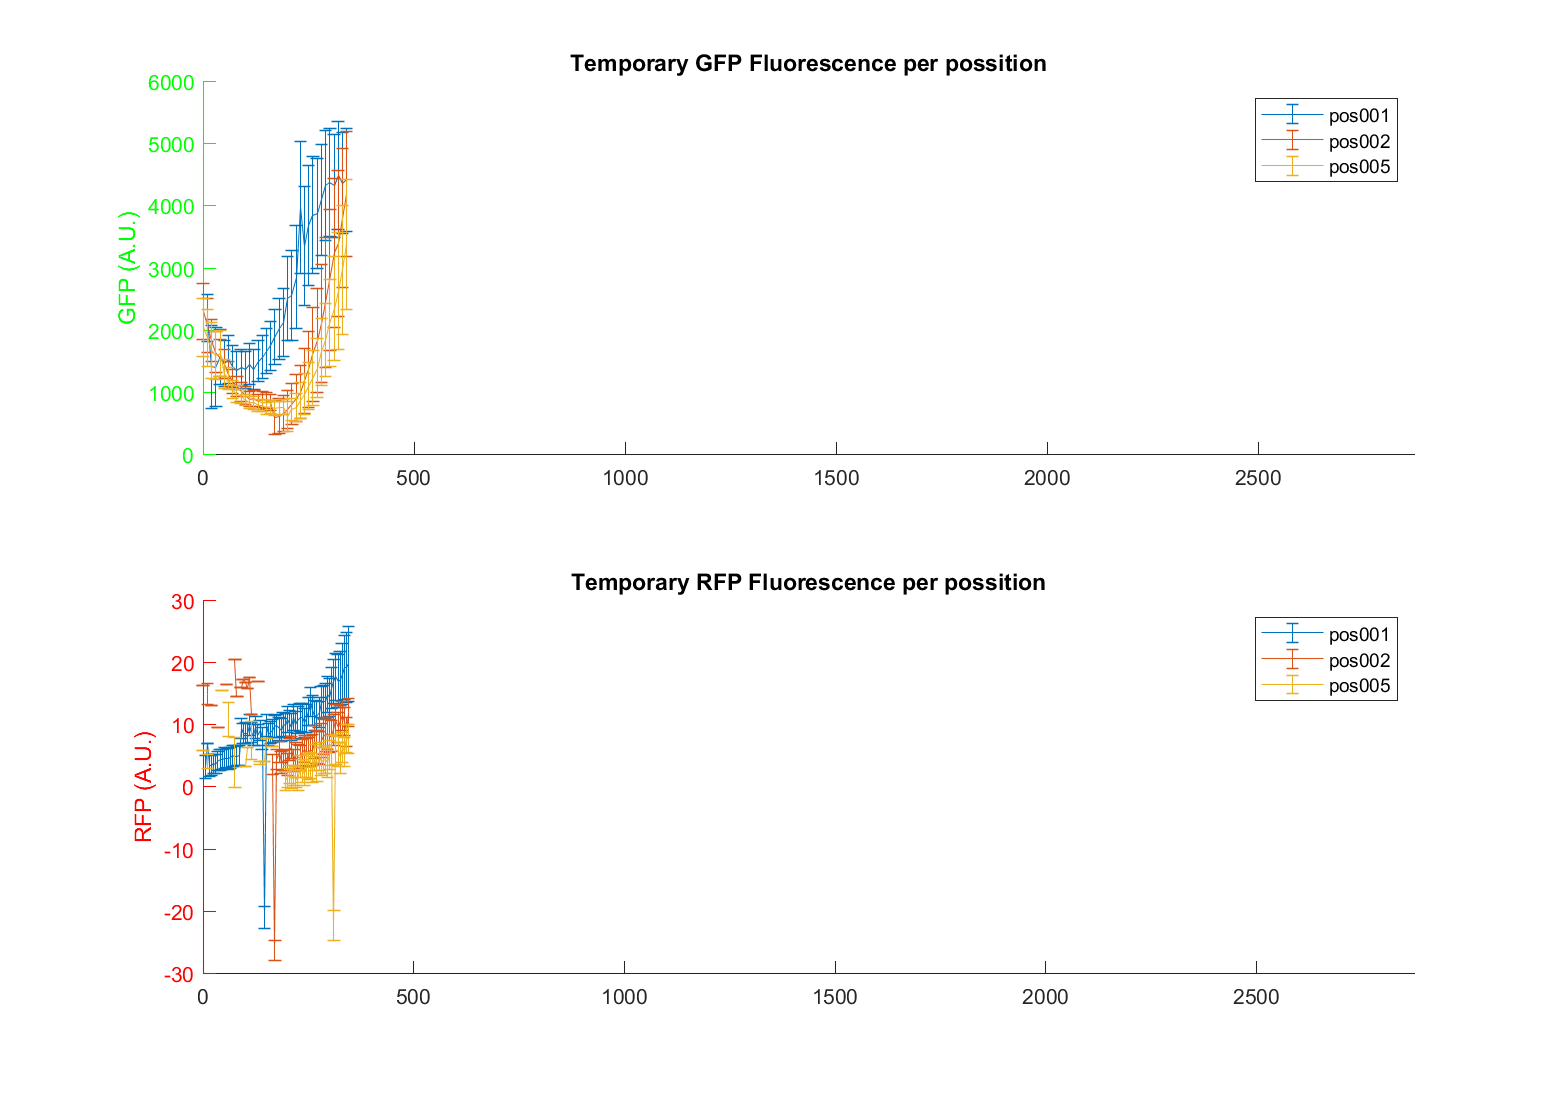 Temporary GFP Fluorescence per possition
6000
5000
4000
3000
2000
1000
0
GFP (A.U.)
pos001
pos002
pos005
0 500 1000 1500 2000 2500
Temporary RFP Fluorescence per possition
30
20
10
0
-10
-20
-30
RFP (A.U.)
pos001
pos002
pos005
0 500 1000 1500 2000 2500